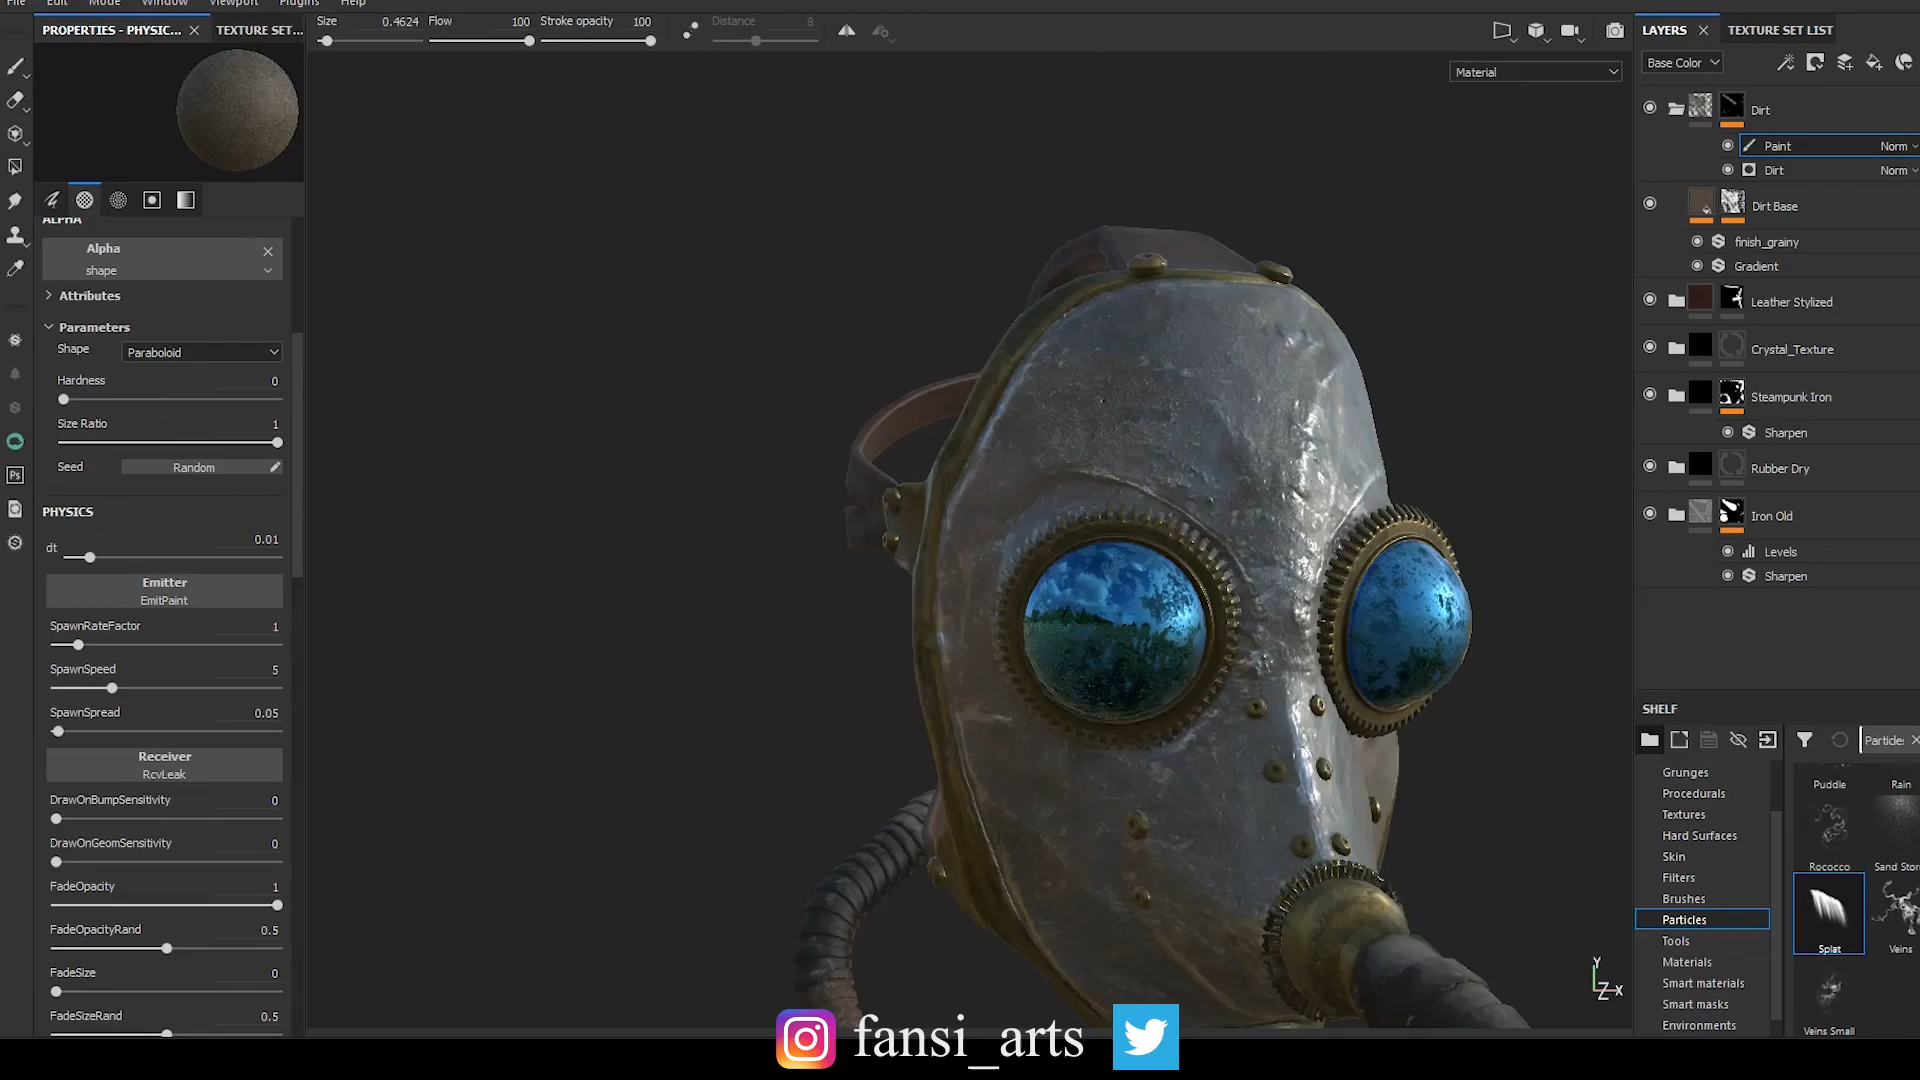 File Edit Mode Window Viewport Plugins Help
PROPERTIES - PHYSIC... TEXTURE SET...
Size 0.4624 Flow 100 Stroke opacity 100 Distance 8
Material
ALPHA
Alpha
shape
Attributes
Parameters
Shape Paraboloid
Hardness 0
Size Ratio 1
Seed Random
PHYSICS
dt 0.01
Emitter
EmitPaint
SpawnRateFactor 1
SpawnSpeed 5
SpawnSpread 0.05
Receiver
RcvLeak
DrawOnBumpSensitivity 0
DrawOnGeomSensitivity 0
FadeOpacity 1
FadeOpacityRand 0.5
FadeSize 0
FadeSizeRand 0.5
Ps
Y
Z X
LAYERS TEXTURE SET LIST
Base Color
Dirt
Paint Norm
Dirt Norm
Dirt Base
finish_grainy
Gradient
Leather Stylized
Crystal_Texture
Steampunk Iron
Sharpen
Rubber Dry
Iron Old
Levels
Sharpen
SHELF
Particle
Grunges
Procedurals
Textures
Hard Surfaces
Skin
Filters
Brushes
Particles
Tools
Materials
Smart materials
Smart masks
Environments
Puddle Rain
Rococco Sand Stor
Splat Veins
Veins Small
fansi_arts